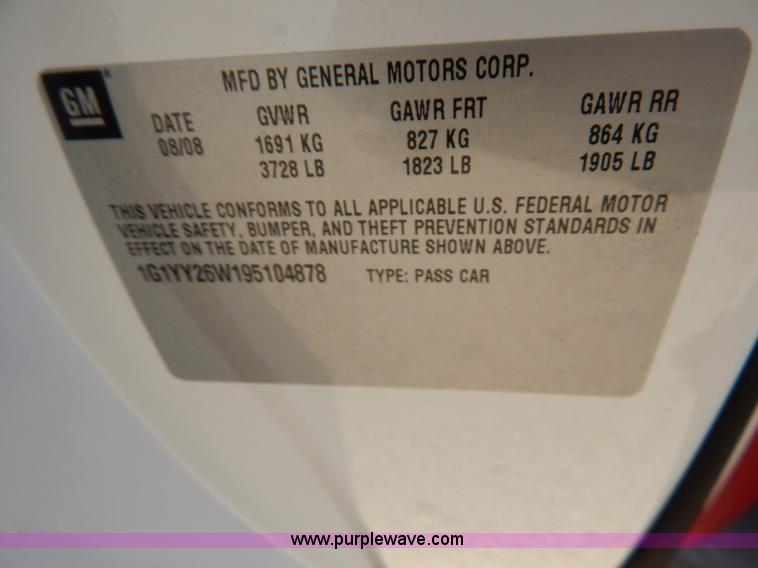 GM
MFD BY GENERAL MOTORS CORP.
DATE GVWR GAWR FRT GAWR RR
08/08 1691 KG 827 KG 864 KG
3728 LB 1823 LB 1905 LB
THIS VEHICLE CONFORMS TO ALL APPLICABLE U.S. FEDERAL MOTOR
VEHICLE SAFETY, BUMPER, AND THEFT PREVENTION STANDARDS IN
EFFECT ON THE DATE OF MANUFACTURE SHOWN ABOVE.
1G1YY26W195104878 TYPE: PASS CAR
www.purplewave.com